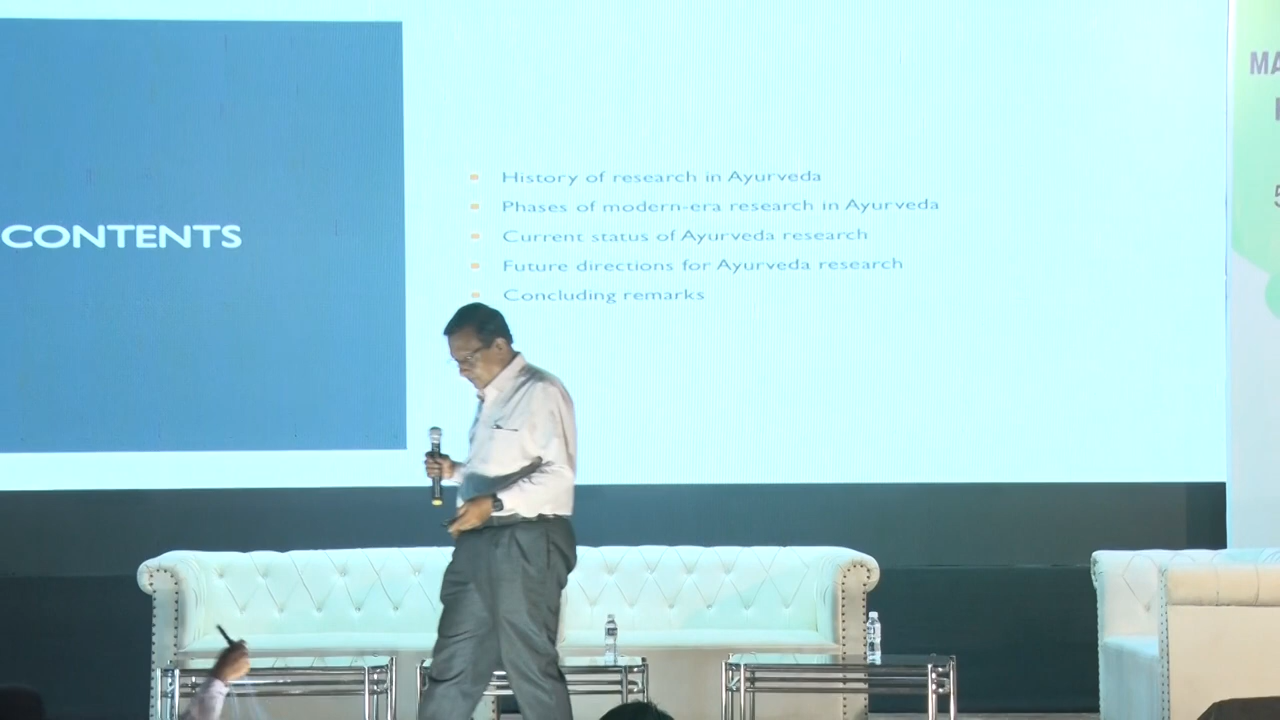 CONTENTS
History of research in Ayurveda
Phases of modern-era research in Ayurveda
Current status of Ayurveda research
Future directions for Ayurveda research
Concluding remarks